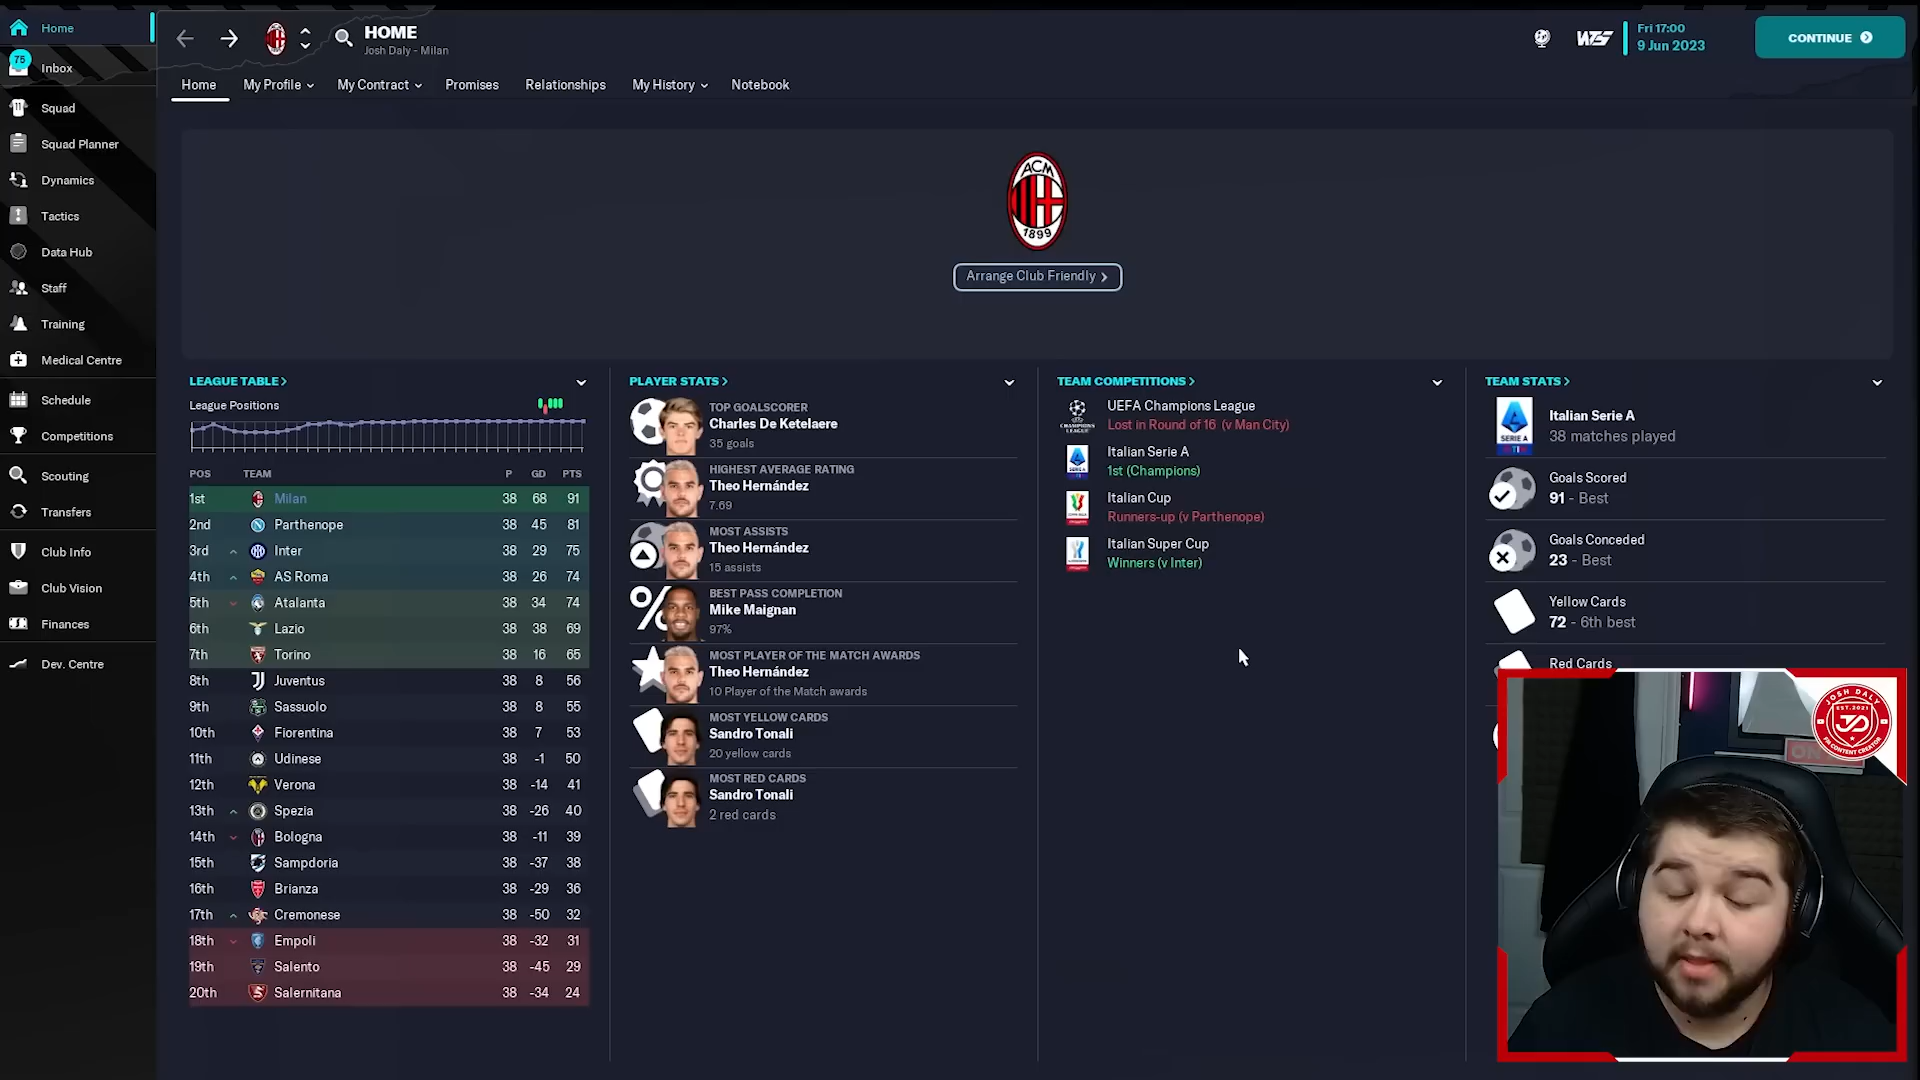 Home
75
Inbox
Squad
Squad Planner
Dynamics
Tactics
Data Hub
Staff
Training
Medical Centre
Schedule
Competitions
Scouting
Transfers
Club Info
Club Vision
Finances
Dev. Centre
HOME
Josh Daly - Milan
Fri 17:00
9 Jun 2023
CONTINUE
Home
My Profile
My Contract
Promises
Relationships
My History
Notebook
ACM
1899
Arrange Club Friendly >
LEAGUE TABLE >
League Positions
POS TEAM P GD PTS
1st Milan 38 68 91
2nd Parthenope 38 45 81
3rd Inter 38 29 75
4th AS Roma 38 26 74
5th Atalanta 38 34 74
6th Lazio 38 38 69
7th Torino 38 16 65
8th Juventus 38 8 56
9th Sassuolo 38 8 55
10th Fiorentina 38 7 53
11th Udinese 38 -1 50
12th Verona 38 -14 41
13th Spezia 38 -26 40
14th Bologna 38 -11 39
15th Sampdoria 38 -37 38
16th Brianza 38 -29 36
17th Cremonese 38 -50 32
18th Empoli 38 -32 31
19th Salento 38 -45 29
20th Salernitana 38 -34 24
PLAYER STATS >
TOP GOALSCORER
Charles De Ketelaere
35 goals
HIGHEST AVERAGE RATING
Theo Hernández
7.69
MOST ASSISTS
Theo Hernández
15 assists
BEST PASS COMPLETION
Mike Maignan
97%
MOST PLAYER OF THE MATCH AWARDS
Theo Hernández
10 Player of the Match awards
MOST YELLOW CARDS
Sandro Tonali
20 yellow cards
MOST RED CARDS
Sandro Tonali
2 red cards
TEAM COMPETITIONS >
UEFA Champions League
Lost in Round of 16 (v Man City)
Italian Serie A
1st (Champions)
Italian Cup
Runners-up (v Parthenope)
Italian Super Cup
Winners (v Inter)
TEAM STATS >
SERIE A
Italian Serie A
38 matches played
Goals Scored
91 - Best
Goals Conceded
23 - Best
Yellow Cards
72 - 6th best
Red Cards
JOSH DALY
EST. 2021
JD
FM CONTENT CREATOR